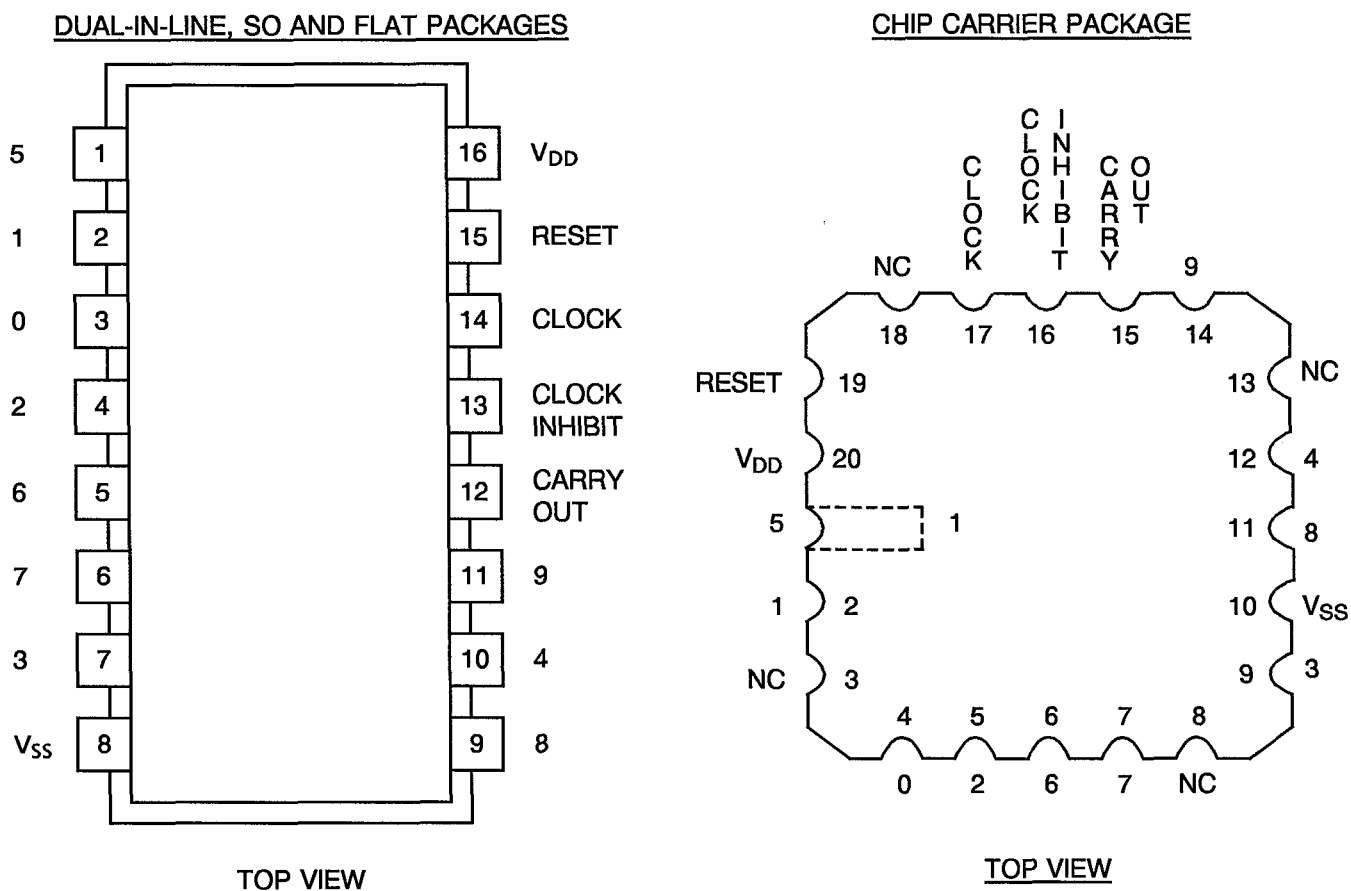 DUAL-IN-LINE, SO AND FLAT PACKAGES
5 1 16 VDD
1 2 15 RESET
0 3 14 CLOCK
2 4 13 CLOCK
INHIBIT
6 5 12 CARRY
OUT
7 6 11 9
3 7 10 4
VSS 8 9 8
TOP VIEW
CHIP CARRIER PACKAGE
NC
CLOCK
CLOCK
INHIBIT
CARRY
OUT
9
18 17 16 15 14
RESET 19 13 NC
VDD 20 12 4
5 1 11 8
1 2 10 VSS
NC 3 9 3
4 5 6 7 8
0 2 6 7 NC
TOP VIEW